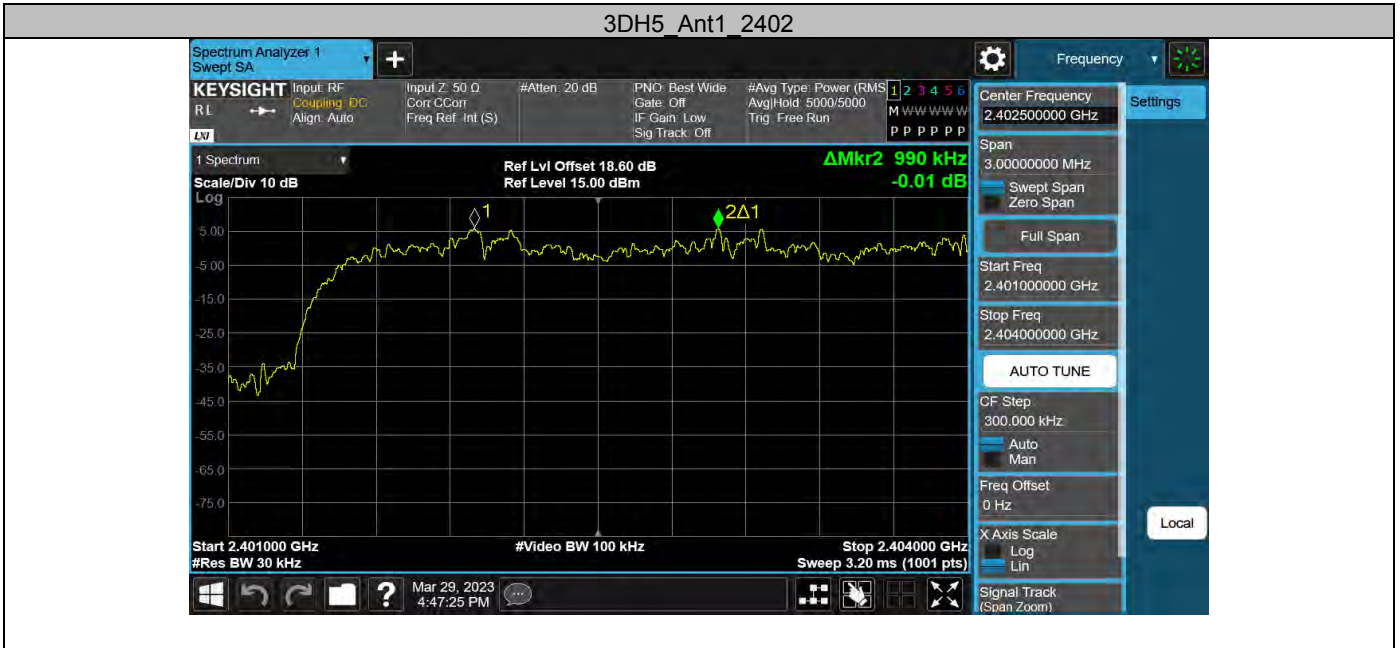 3DH5_Ant1_2402
Spectrum Analyzer 1
Swept SA
Frequency
KEYSIGHT
RL
LXI
Input: RF
Coupling: DC
Align: Auto
Input Z: 50 Ω
Corr CCorr
Freq Ref: Int (S)
#Atten: 20 dB
PNO: Best Wide
Gate: Off
IF Gain: Low
Sig Track: Off
#Avg Type: Power (RMS
Avg|Hold: 5000/5000
Trig: Free Run
1 2 3 4 5 6
M W W W W W
P P P P P P
1 Spectrum
Scale/Div 10 dB
Ref Lvl Offset 18.60 dB
Ref Level 15.00 dBm
ΔMkr2 990 kHz
-0.01 dB
Log
1
2Δ1
5.00
-5.00
-15.0
-25.0
-35.0
-45.0
-55.0
-65.0
-75.0
Start 2.401000 GHz
#Res BW 30 kHz
#Video BW 100 kHz
Stop 2.404000 GHz
Sweep 3.20 ms (1001 pts)
Mar 29, 2023
4:47:25 PM
Center Frequency
2.402500000 GHz
Span
3.00000000 MHz
Swept Span
Zero Span
Full Span
Start Freq
2.401000000 GHz
Stop Freq
2.404000000 GHz
AUTO TUNE
CF Step
300.000 kHz
Auto
Man
Freq Offset
0 Hz
X Axis Scale
Log
Lin
Signal Track
(Span Zoom)
Settings
Local